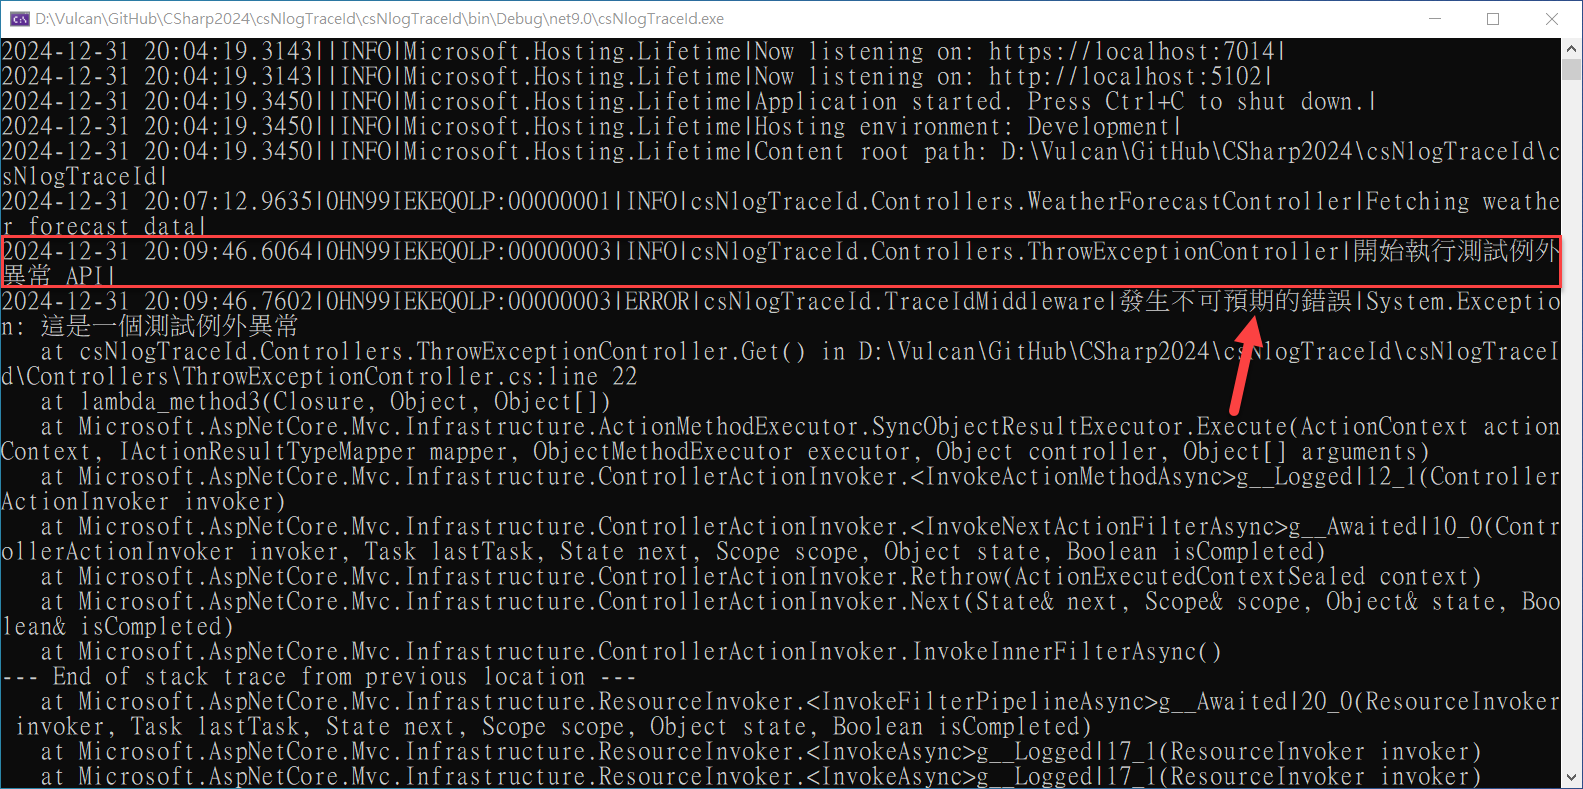 D:\Vulcan\GitHub\CSharp2024\csNlogTraceId\csNlogTraceId\bin\Debug\net9.0\csNlogTraceId.exe
2024-12-31 20:04:19.3143||INFO|Microsoft.Hosting.Lifetime|Now listening on: https://localhost:7014|
2024-12-31 20:04:19.3143||INFO|Microsoft.Hosting.Lifetime|Now listening on: http://localhost:5102|
2024-12-31 20:04:19.3450||INFO|Microsoft.Hosting.Lifetime|Application started. Press Ctrl+C to shut down.|
2024-12-31 20:04:19.3450||INFO|Microsoft.Hosting.Lifetime|Hosting environment: Development|
2024-12-31 20:04:19.3450||INFO|Microsoft.Hosting.Lifetime|Content root path: D:\Vulcan\GitHub\CSharp2024\csNlogTraceId\c
sNlogTraceId|
2024-12-31 20:07:12.9635|0HN99IEKEQ0LP:00000001|INFO|csNlogTraceId.Controllers.WeatherForecastController|Fetching weathe
r forecast data|
2024-12-31 20:09:46.6064|0HN99IEKEQ0LP:00000003|INFO|csNlogTraceId.Controllers.ThrowExceptionController|開始執行測試例外
異常 API|
2024-12-31 20:09:46.7602|0HN99IEKEQ0LP:00000003|ERROR|csNlogTraceId.TraceIdMiddleware|發生不可預期的錯誤|System.Exceptio
n: 這是一個測試例外異常
   at csNlogTraceId.Controllers.ThrowExceptionController.Get() in D:\Vulcan\GitHub\CSharp2024\csNlogTraceId\csNlogTraceI
d\Controllers\ThrowExceptionController.cs:line 22
   at lambda_method3(Closure, Object, Object[])
   at Microsoft.AspNetCore.Mvc.Infrastructure.ActionMethodExecutor.SyncObjectResultExecutor.Execute(ActionContext action
Context, IActionResultTypeMapper mapper, ObjectMethodExecutor executor, Object controller, Object[] arguments)
   at Microsoft.AspNetCore.Mvc.Infrastructure.ControllerActionInvoker.<InvokeActionMethodAsync>g__Logged|12_1(Controller
ActionInvoker invoker)
   at Microsoft.AspNetCore.Mvc.Infrastructure.ControllerActionInvoker.<InvokeNextActionFilterAsync>g__Awaited|10_0(Contr
ollerActionInvoker invoker, Task lastTask, State next, Scope scope, Object state, Boolean isCompleted)
   at Microsoft.AspNetCore.Mvc.Infrastructure.ControllerActionInvoker.Rethrow(ActionExecutedContextSealed context)
   at Microsoft.AspNetCore.Mvc.Infrastructure.ControllerActionInvoker.Next(State& next, Scope& scope, Object& state, Boo
lean& isCompleted)
   at Microsoft.AspNetCore.Mvc.Infrastructure.ControllerActionInvoker.InvokeInnerFilterAsync()
--- End of stack trace from previous location ---
   at Microsoft.AspNetCore.Mvc.Infrastructure.ResourceInvoker.<InvokeFilterPipelineAsync>g__Awaited|20_0(ResourceInvoker
 invoker, Task lastTask, State next, Scope scope, Object state, Boolean isCompleted)
   at Microsoft.AspNetCore.Mvc.Infrastructure.ResourceInvoker.<InvokeAsync>g__Logged|17_1(ResourceInvoker invoker)
   at Microsoft.AspNetCore.Mvc.Infrastructure.ResourceInvoker.<InvokeAsync>g__Logged|17_1(ResourceInvoker invoker)